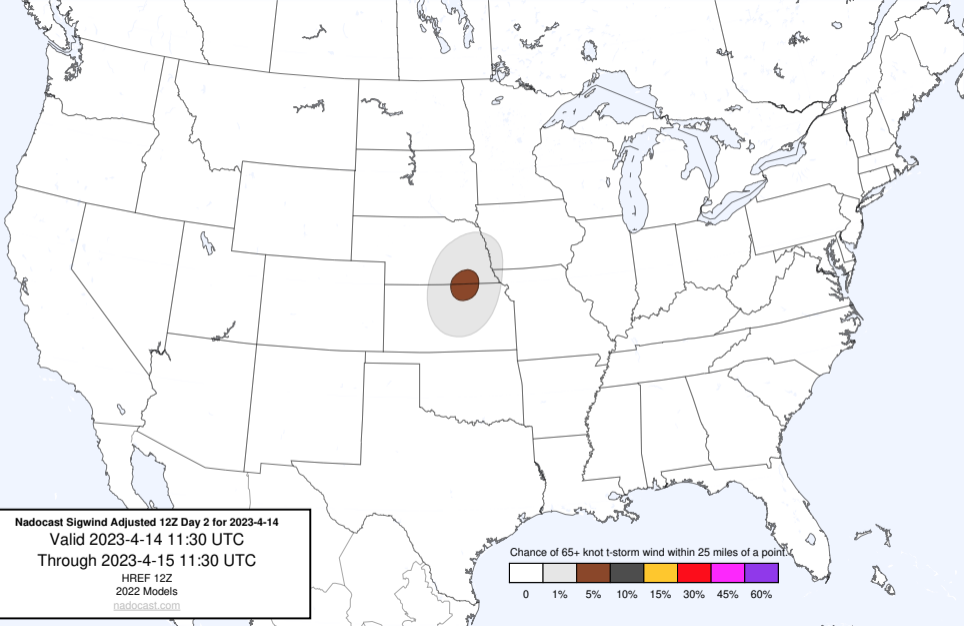 Nadocast Sigwind Adjusted 12Z Day 2 for 2023-4-14
Valid 2023-4-14 11:30 UTC
Through 2023-4-15 11:30 UTC
HREF 12Z
2022 Models
nadocast.com
Chance of 65+ knot t-storm wind within 25 miles of a point.
0 1% 5% 10% 15% 30% 45% 60%